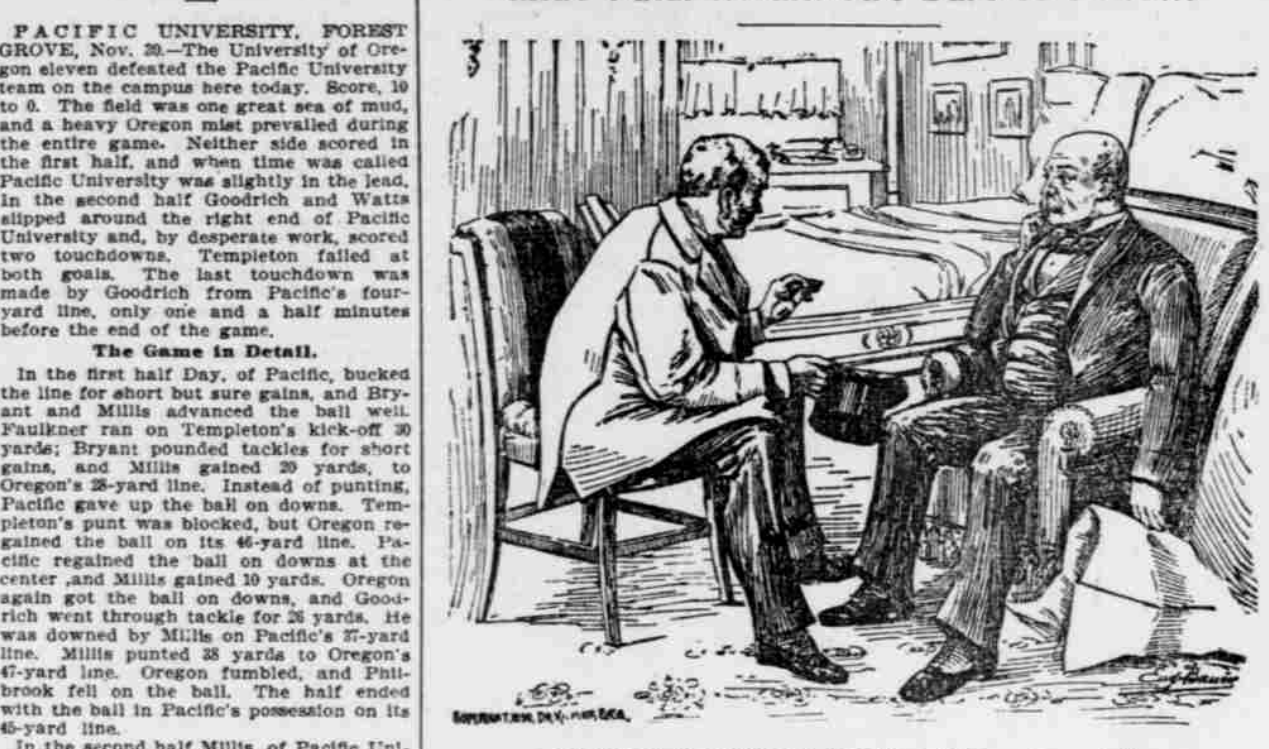 PACIFIC UNIVERSITY, FOREST
GROVE, Nov. 20.—The University of Ore-
gon eleven defeated the Pacific University
team on the campus here today. Score, 10
to 0. The field was one great sea of mud,
and a heavy Oregon mist prevailed during
the entire game. Neither side scored in
the first half, and when time was called
Pacific University was slightly in the lead.
In the second half Goodrich and Watts
slipped around the right end of Pacific
University and, by desperate work, scored
two touchdowns. Templeton failed at
both goals. The last touchdown was
made by Goodrich from Pacific's four-
yard line, only one and a half minutes
before the end of the game.
The Game in Detail.
In the first half Day, of Pacific, bucked
the line for short but sure gains, and Bry-
ant and Millis advanced the ball well.
Faulkner ran on Templeton's kick-off 30
yards; Bryant pounded tackles for short
gains, and Millis gained 20 yards, to
Oregon's 28-yard line. Instead of punting,
Pacific gave up the ball on downs. Tem-
pleton's punt was blocked, but Oregon re-
gained the ball on its 46-yard line. Pa-
cific regained the ball on downs at the
center ,and Millis gained 10 yards. Oregon
again got the ball on downs, and Good-
rich went through tackle for 26 yards. He
was downed by Millis on Pacific's 37-yard
line. Millis punted 38 yards to Oregon's
47-yard line. Oregon fumbled, and Phil-
brook fell on the ball. The half ended
with the ball in Pacific's possession on its
45-yard line.
In the second half Millis, of Pacific Uni-